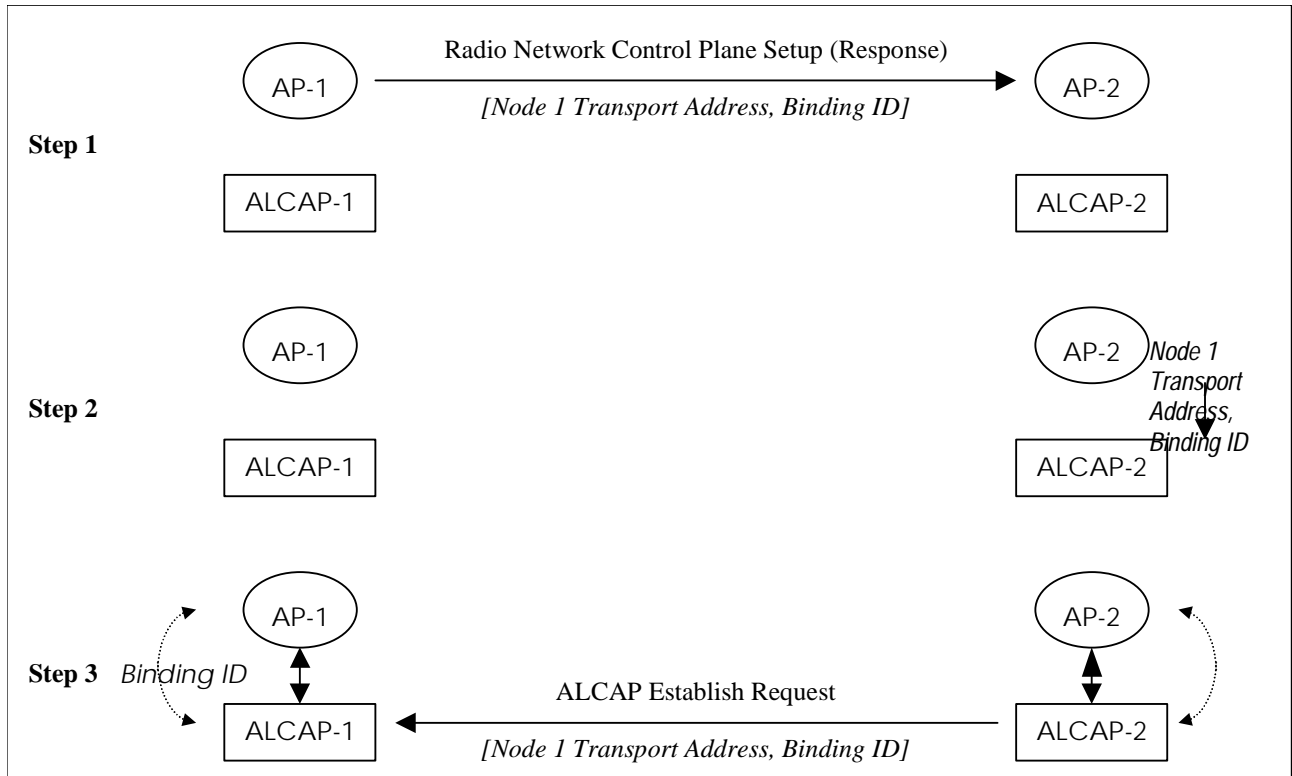 Radio Network Control Plane Setup (Response)
AP-1
AP-2
[Node 1 Transport Address, Binding ID]
Step 1
ALCAP-1
ALCAP-2
AP-1
AP-2
Node 1
Transport
Address,
Binding ID
Step 2
ALCAP-1
ALCAP-2
AP-1
AP-2
Step 3
Binding ID
ALCAP Establish Request
ALCAP-1
ALCAP-2
[Node 1 Transport Address, Binding ID]